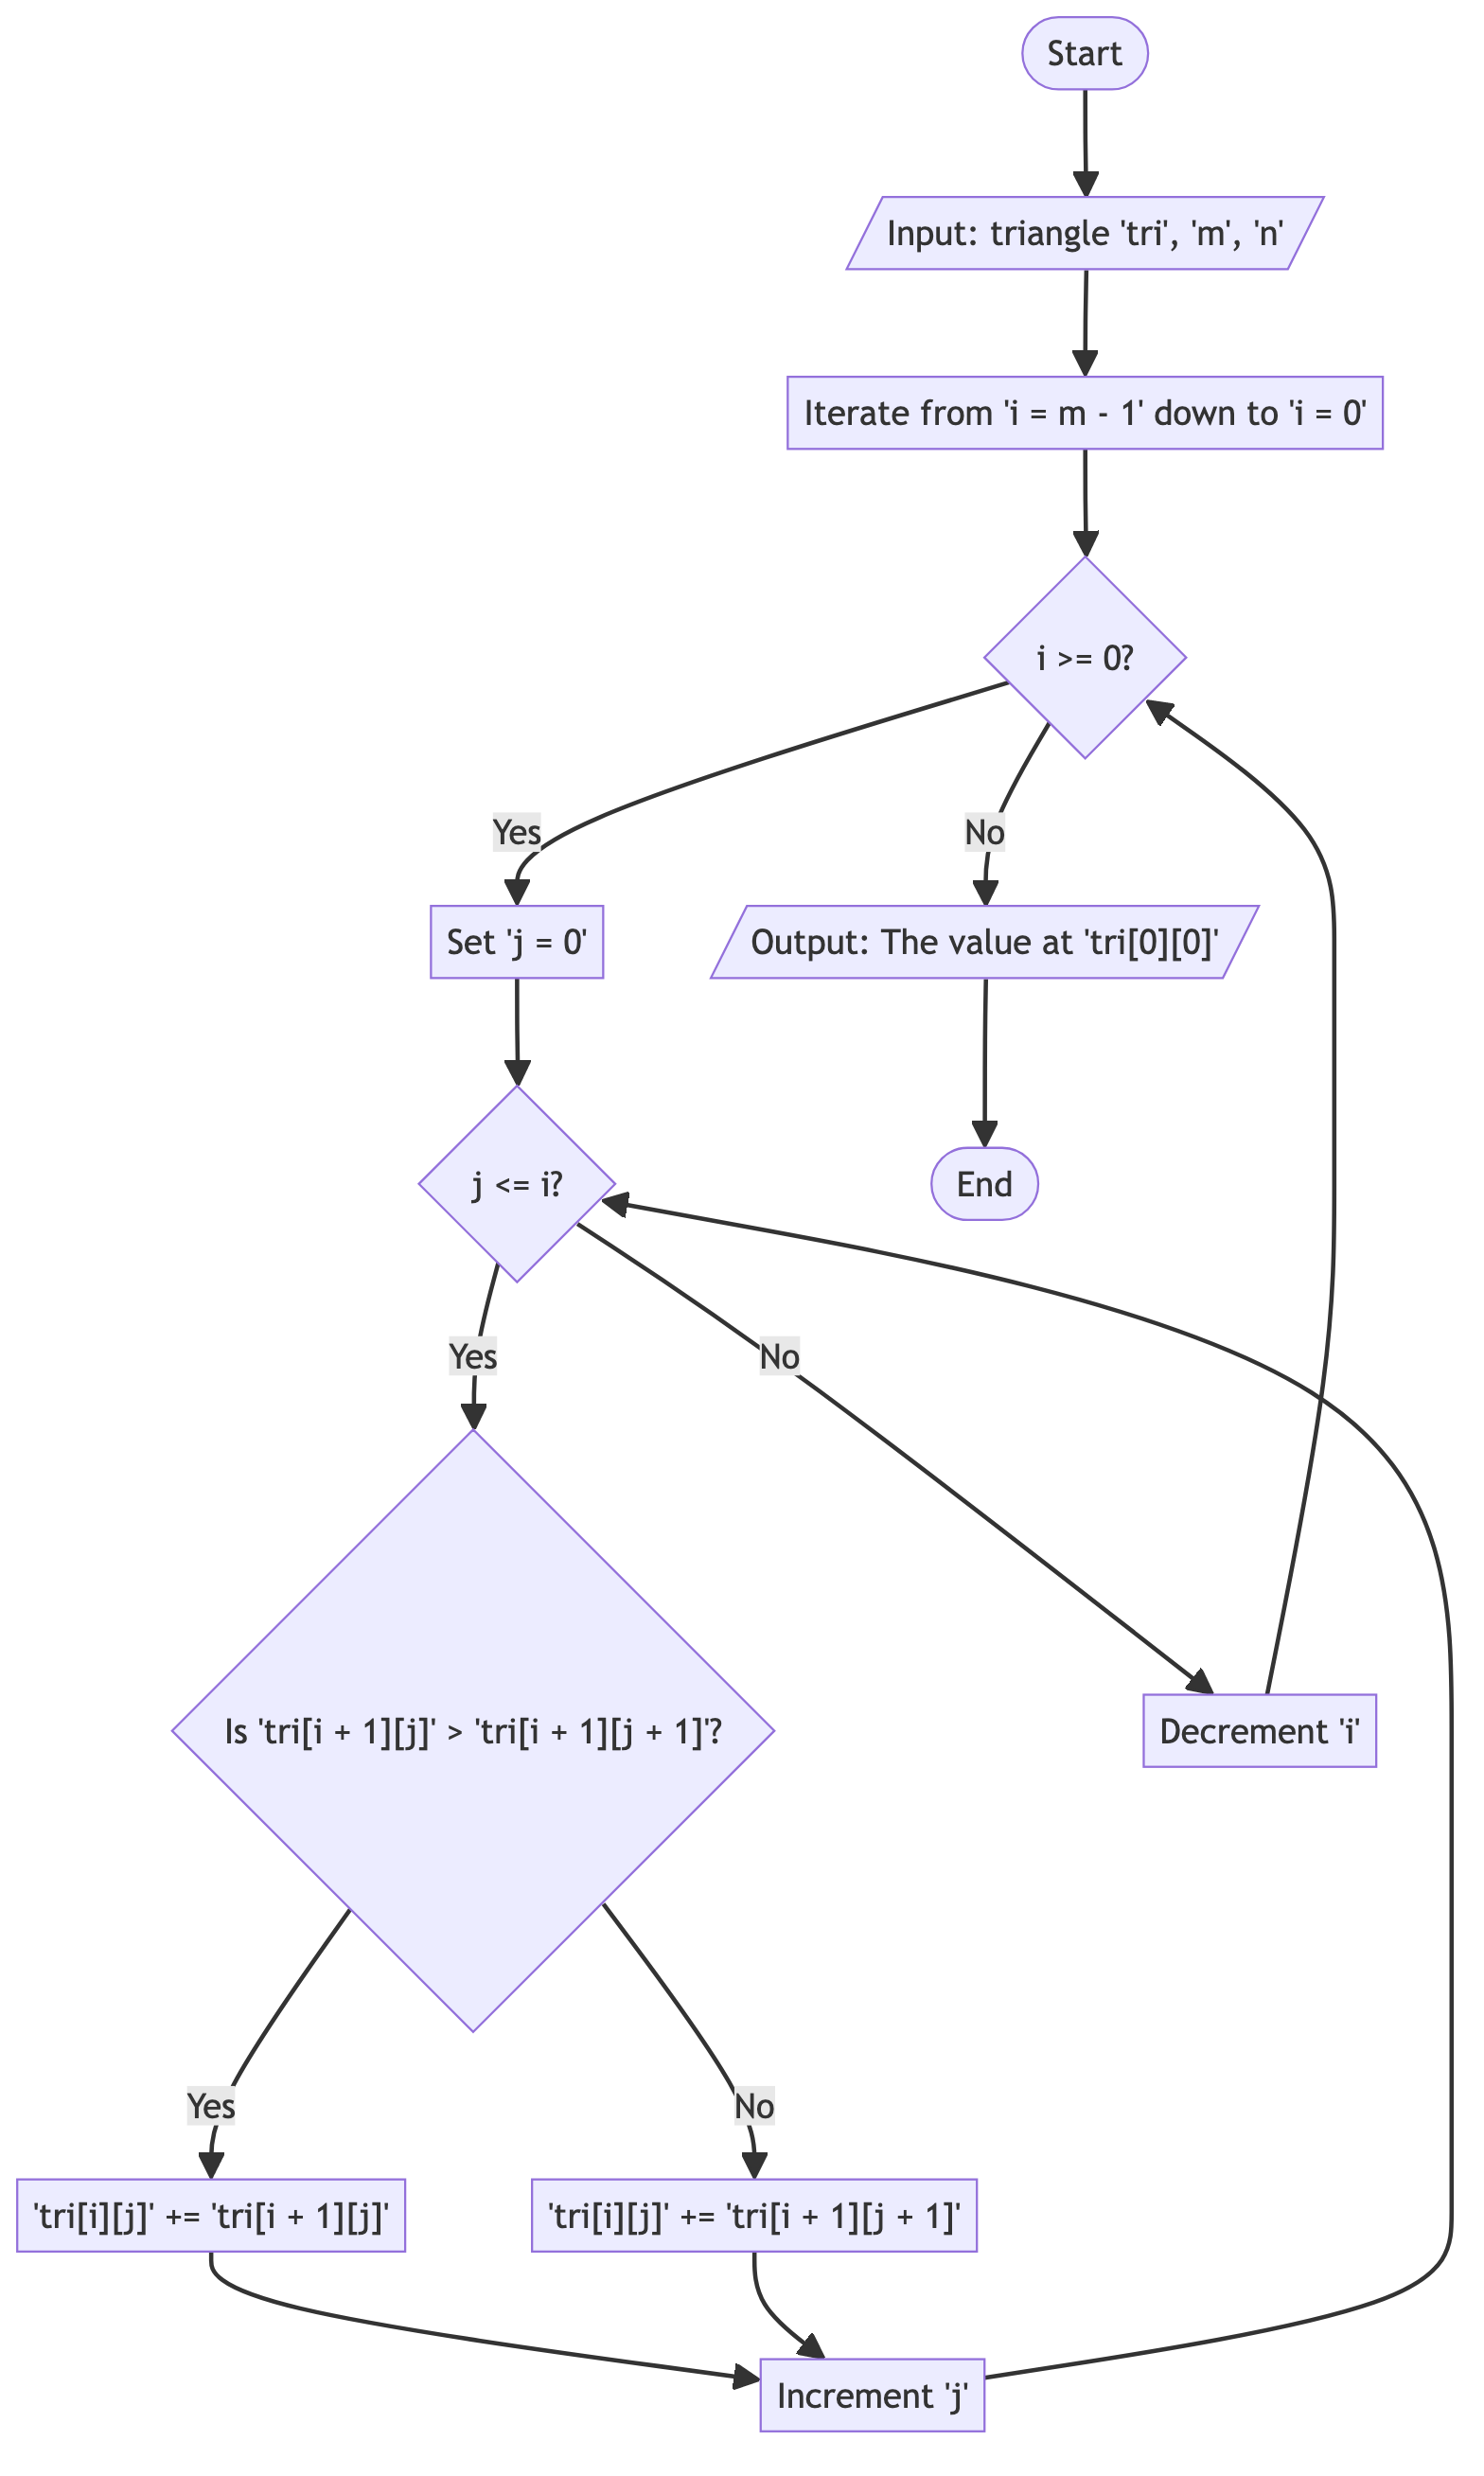 Start
Input: triangle 'tri', 'm', 'n'
Iterate from 'i = m - 1' down to 'i = 0'
i >= 0?
Yes
No
Set 'j = 0'
Output: The value at 'tri[0][0]'
j <= i?
End
Yes
No
Is 'tri[i + 1][j]' > 'tri[i + 1][j + 1]'?
Decrement 'i'
Yes
No
'tri[i][j]' += 'tri[i + 1][j]'
'tri[i][j]' += 'tri[i + 1][j + 1]'
Increment 'j'